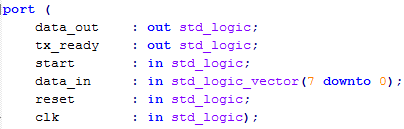 port (
data_out : out std_logic;
tx_ready : out std_logic;
start : in std_logic;
data_in : in std_logic_vector(7 downto 0);
reset : in std_logic;
clk : in std_logic);